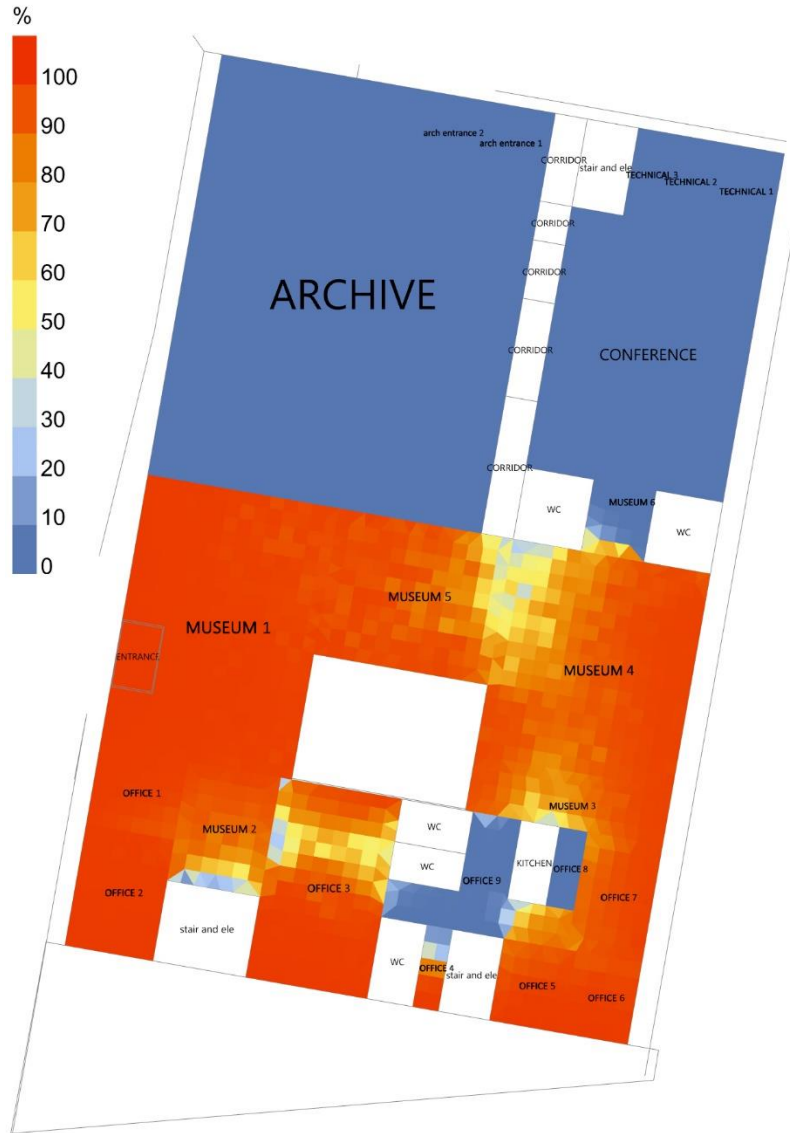 %
100
90
80
70
60
50
40
30
20
10
0
arch entrance 2
arch entrance 1
CORRIDOR
stair and ele
TECHNICAL 3
TECHNICAL 2
TECHNICAL 1
CORRIDOR
CORRIDOR
ARCHIVE
CORRIDOR
CONFERENCE
CORRIDOR
WC
MUSEUM 6
WC
MUSEUM 5
MUSEUM 1
ENTRANCE
MUSEUM 4
OFFICE 1
MUSEUM 3
MUSEUM 2
WC
WC
KITCHEN
OFFICE 8
OFFICE 9
OFFICE 2
OFFICE 3
OFFICE 7
stair and ele
WC
OFFICE 4
stair and ele
OFFICE 5
OFFICE 6